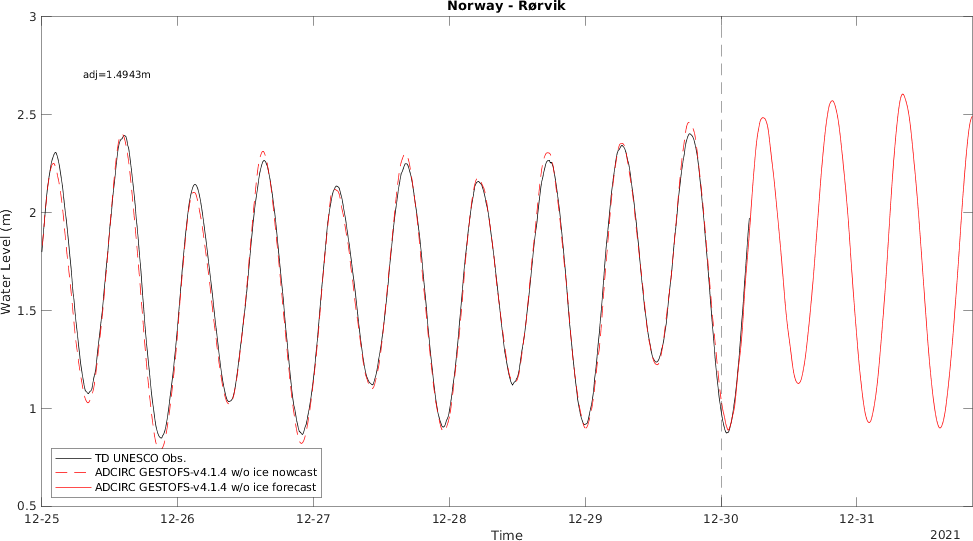 Norway - Rørvik
3
adj=1.4943m
2.5
2
Water Level (m)
1.5
1
TD UNESCO Obs.
ADCIRC GESTOFS-v4.1.4 w/o ice nowcast
ADCIRC GESTOFS-v4.1.4 w/o ice forecast
0.5
12-25 12-26 12-27 12-28 12-29 12-30 12-31
Time
2021